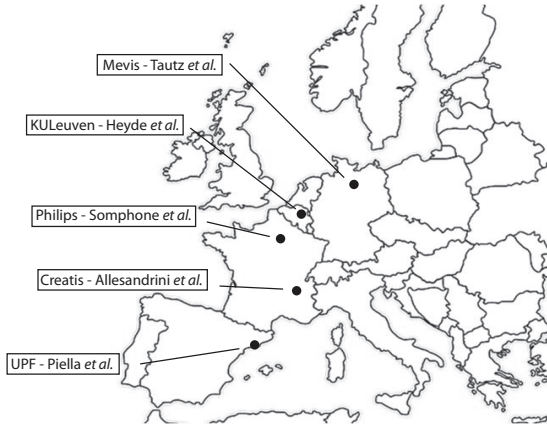 Mevis - Tautz et al.
KULeuven - Heyde et al.
Philips - Somphone et al.
Creatis - Allesandrini et al.
UPF - Piella et al.